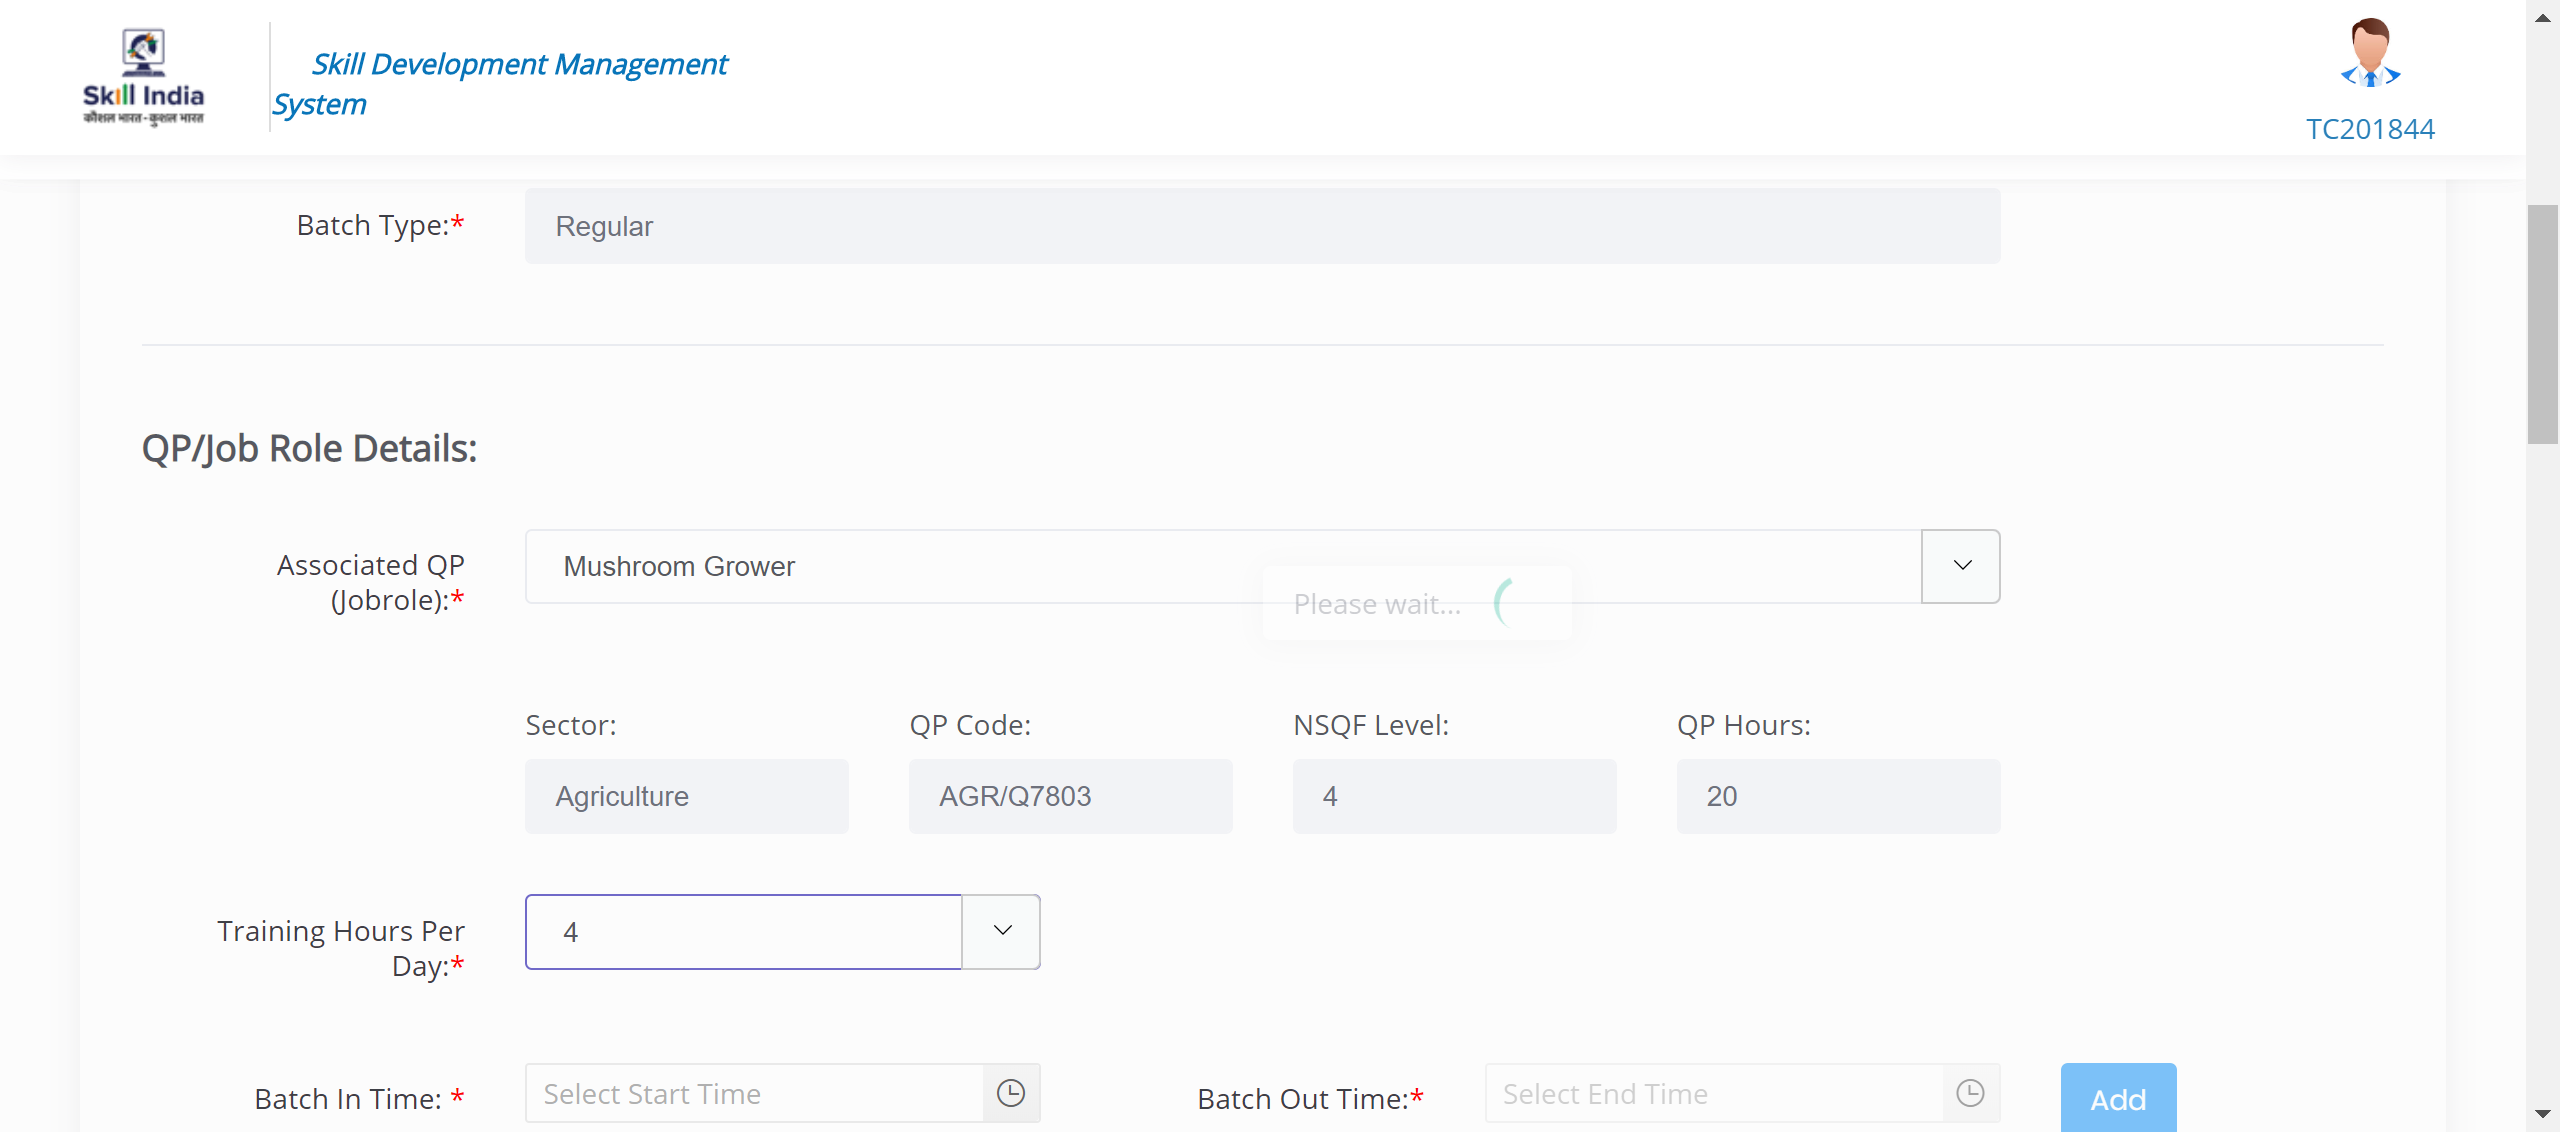 Skill India
कौशल भारत-कुशल भारत
Skill Development Management
System
TC201844
Batch Type:*
Regular
QP/Job Role Details:
Associated QP
(Jobrole):*
Mushroom Grower
Please wait...
Sector:
QP Code:
NSQF Level:
QP Hours:
Agriculture
AGR/Q7803
4
20
Training Hours Per
Day:*
4
Batch In Time: *
Select Start Time
Batch Out Time:*
Select End Time
Add